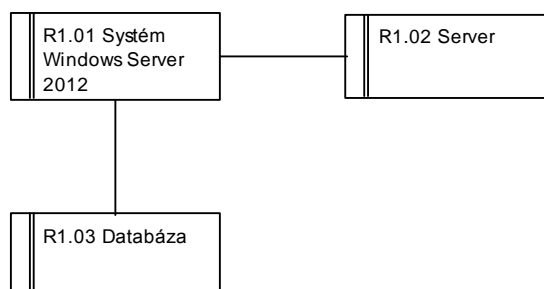 R1.01 Systém
Windows Server
2012
R1.02 Server
R1.03 Databáza